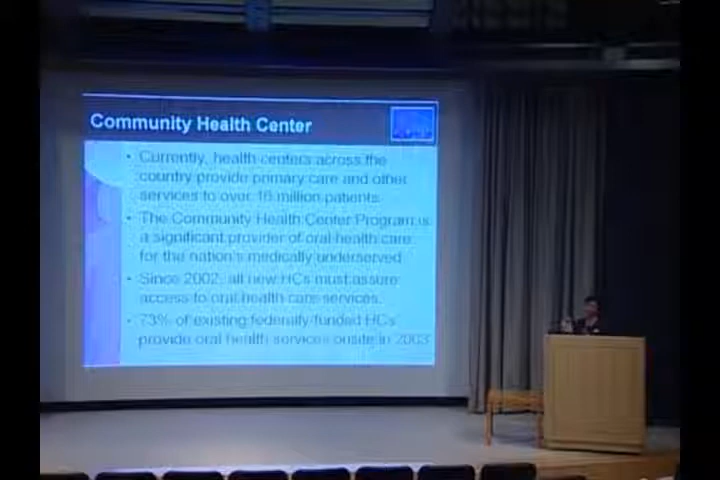 Community Health Center
• Currently, health centers across the
country provide primary care and other
services to over 16 million patients.
• The Community Health Center Program is
a significant provider of oral health care
for the nation's medically underserved
• Since 2002, all new HCs must assure
access to oral health care services.
• 73% of existing federally funded HCs
provide oral health services onsite in 2003